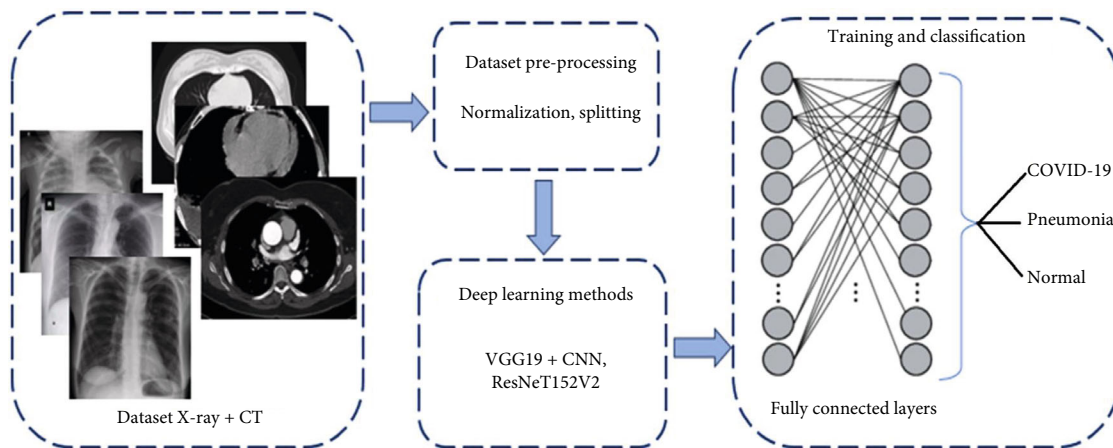 Dataset X-ray + CT
Dataset pre-processing
Normalization, splitting
Deep learning methods
VGG19 + CNN,
ResNeT152V2
Training and classification
COVID-19
Pneumonia
Normal
Fully connected layers